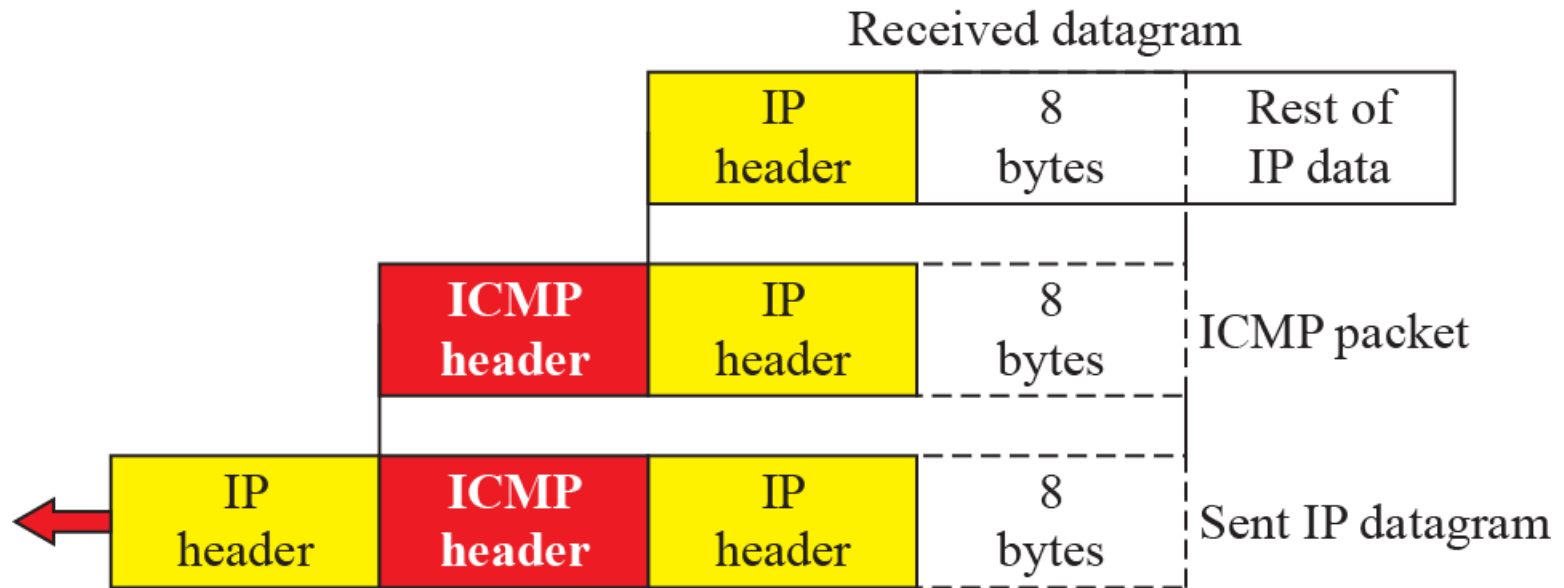 Received datagram
IP
header
8
bytes
Rest of
IP data
ICMP
header
IP
header
8
bytes
ICMP packet
IP
header
ICMP
header
IP
header
8
bytes
Sent IP datagram